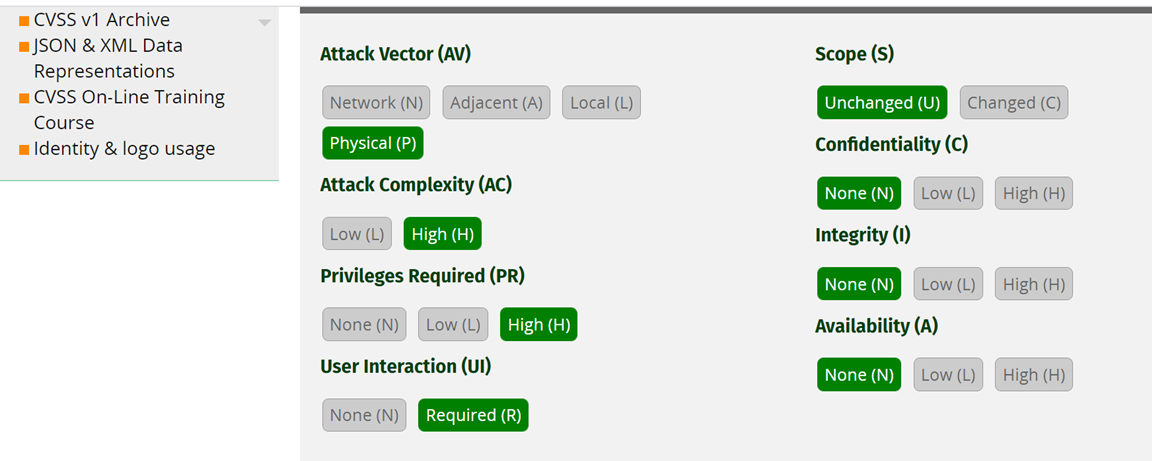 CVSS v1 Archive
JSON & XML Data
Representations
CVSS On-Line Training
Course
Identity & logo usage
Attack Vector (AV)
Network (N) Adjacent (A) Local (L)
Physical (P)
Attack Complexity (AC)
Low (L) High (H)
Privileges Required (PR)
None (N) Low (L) High (H)
User Interaction (UI)
None (N) Required (R)
Scope (S)
Unchanged (U) Changed (C)
Confidentiality (C)
None (N) Low (L) High (H)
Integrity (I)
None (N) Low (L) High (H)
Availability (A)
None (N) Low (L) High (H)